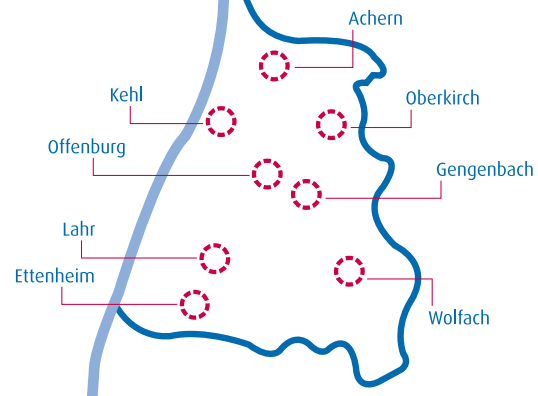 Achern
Kehl
Oberkirch
Offenburg
Gengenbach
Lahr
Ettenheim
Wolfach